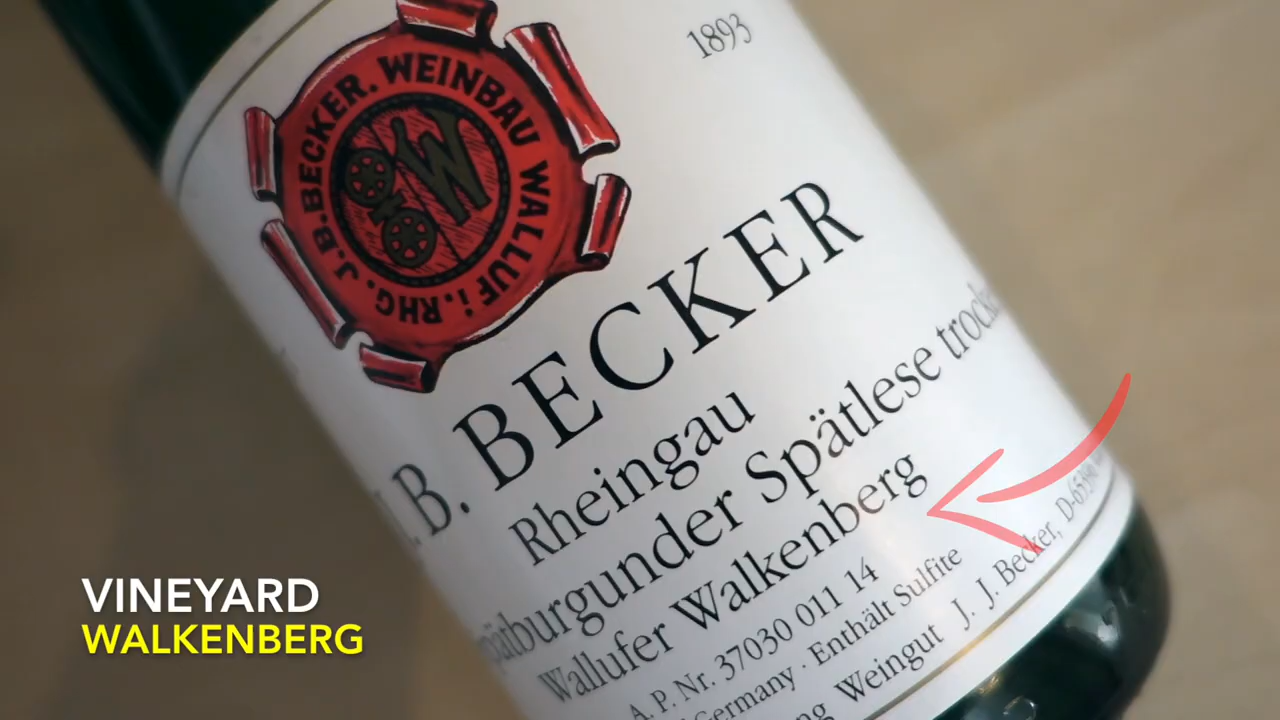 1893
J.B.BECKER. WEINBAU WALLUF i. RHG.
W
B. BECKER
Rheingau
Spätburgunder Spätlese trocken
Wallufer Walkenberg
A. P. Nr. 37030 011 14
Germany · Enthält Sulfite
Weingut J. J. Becker,
VINEYARD
WALKENBERG